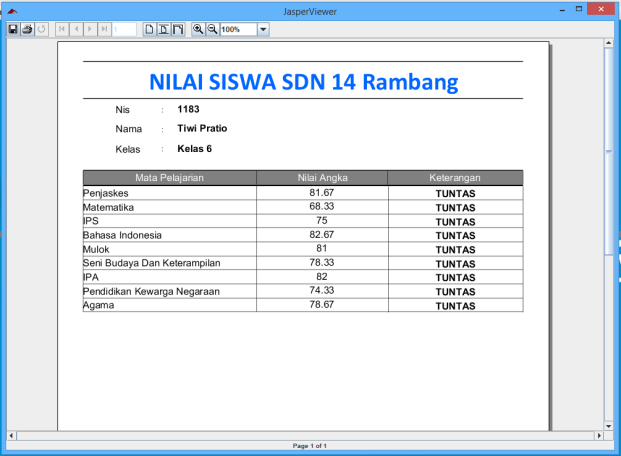 JasperViewer
1
100%
NILAI SISWA SDN 14 Rambang
Nis : 1183
Nama : Tiwi Pratio
Kelas : Kelas 6
Mata Pelajaran Nilai Angka Keterangan
Penjaskes 81.67 TUNTAS
Matematika 68.33 TUNTAS
IPS 75 TUNTAS
Bahasa Indonesia 82.67 TUNTAS
Mulok 81 TUNTAS
Seni Budaya Dan Keterampilan 78.33 TUNTAS
IPA 82 TUNTAS
Pendidikan Kewarga Negaraan 74.33 TUNTAS
Agama 78.67 TUNTAS
Page 1 of 1